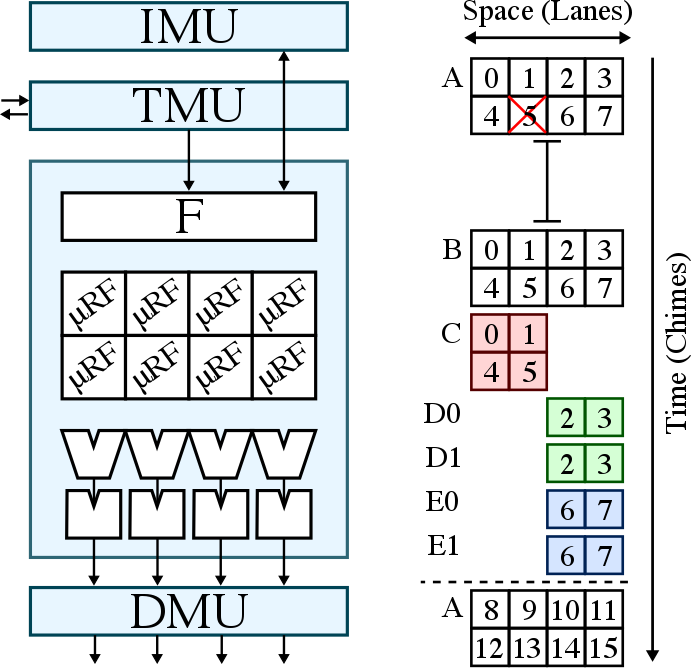 IMU
TMU
F
μRF μRF μRF μRF
μRF μRF μRF μRF
DMU
Space (Lanes)
A 0 1 2 3
4 5 6 7
B 0 1 2 3
4 5 6 7
C 0 1
4 5
D0 2 3
D1 2 3
E0 6 7
E1 6 7
A 8 9 10 11
12 13 14 15
Time (Chimes)